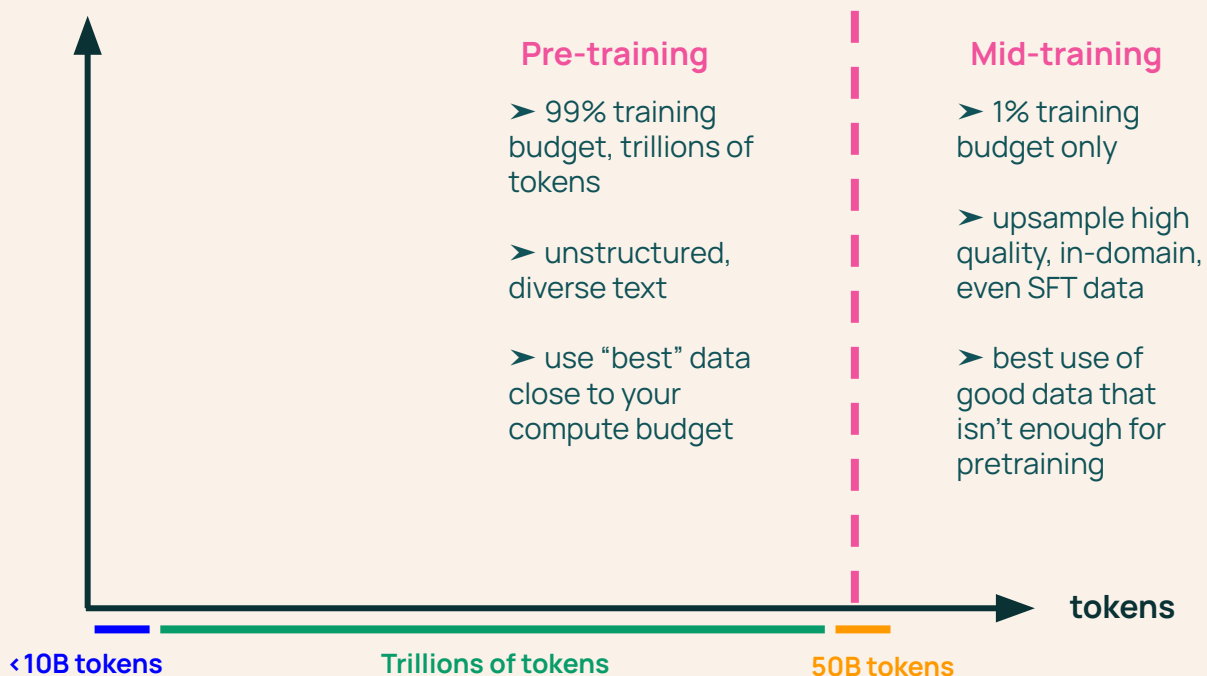 Pre-training
➤ 99% training
budget, trillions of
tokens
➤ unstructured,
diverse text
➤ use “best” data
close to your
compute budget
Mid-training
➤ 1% training
budget only
➤ upsample high
quality, in-domain,
even SFT data
➤ best use of
good data that
isn't enough for
pretraining
tokens
<10B tokens
Trillions of tokens
50B tokens